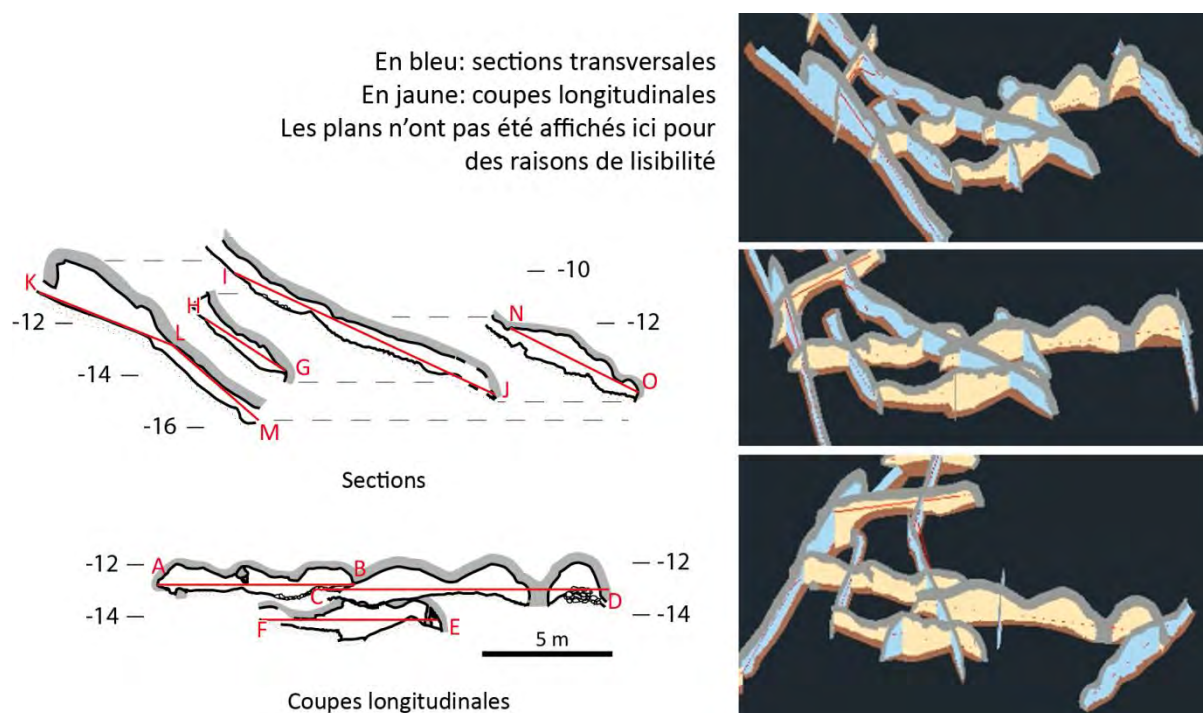 En bleu: sections transversales
En jaune: coupes longitudinales
Les plans n'ont pas été affichés ici pour
des raisons de lisibilité
K
I
— -10
H
N
-12 —
— -12
L
G
-14 —
J
O
-16 —
M
Sections
-12 —
— -12
A
B
C
D
-14 —
— -14
F
E
5 m
Coupes longitudinales